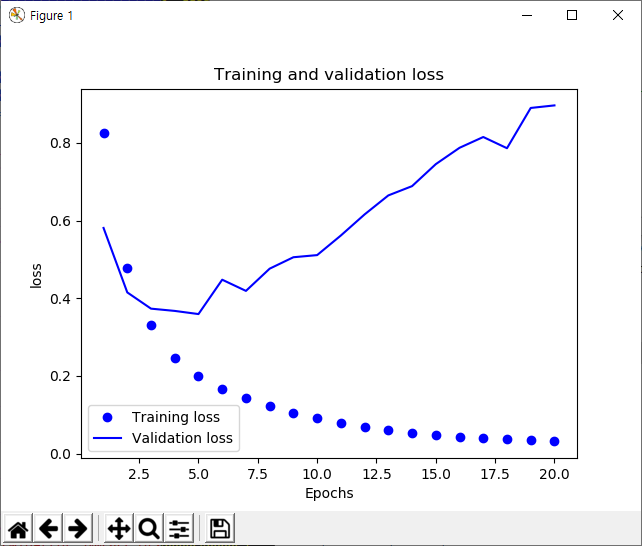 Figure 1
Training and validation loss
0.8
0.6
0.4
0.2
0.0
loss
Training loss
Validation loss
2.5 5.0 7.5 10.0 12.5 15.0 17.5 20.0
Epochs